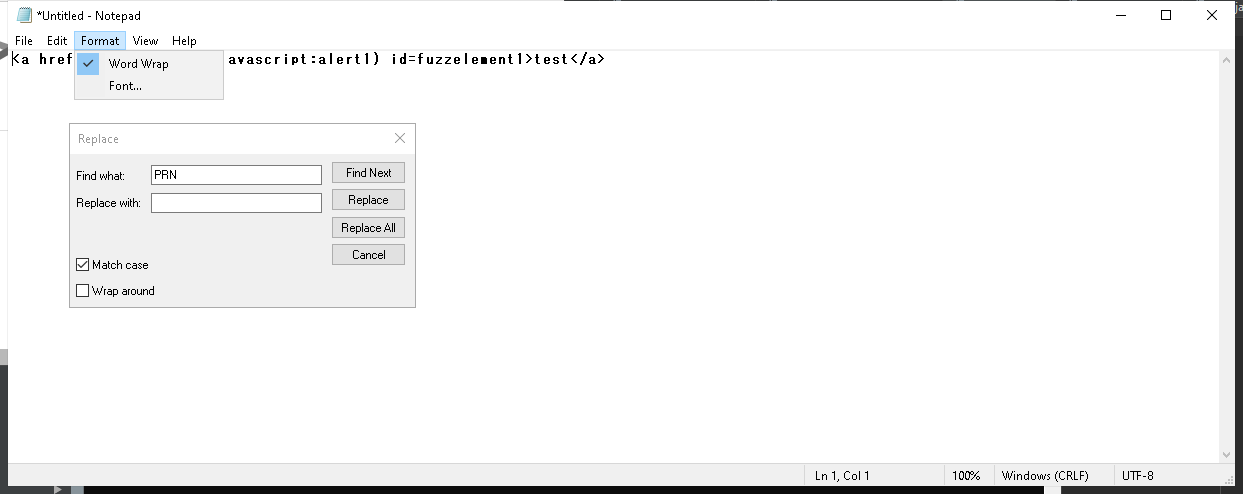 *Untitled - Notepad
File Edit Format View Help
<a href avascript:alert1) id=fuzzelement1>test</a>
Word Wrap
Font...
Replace
Find what: PRN Find Next
Replace with: Replace
Replace All
Cancel
Match case
Wrap around
Ln 1, Col 1 100% Windows (CRLF) UTF-8